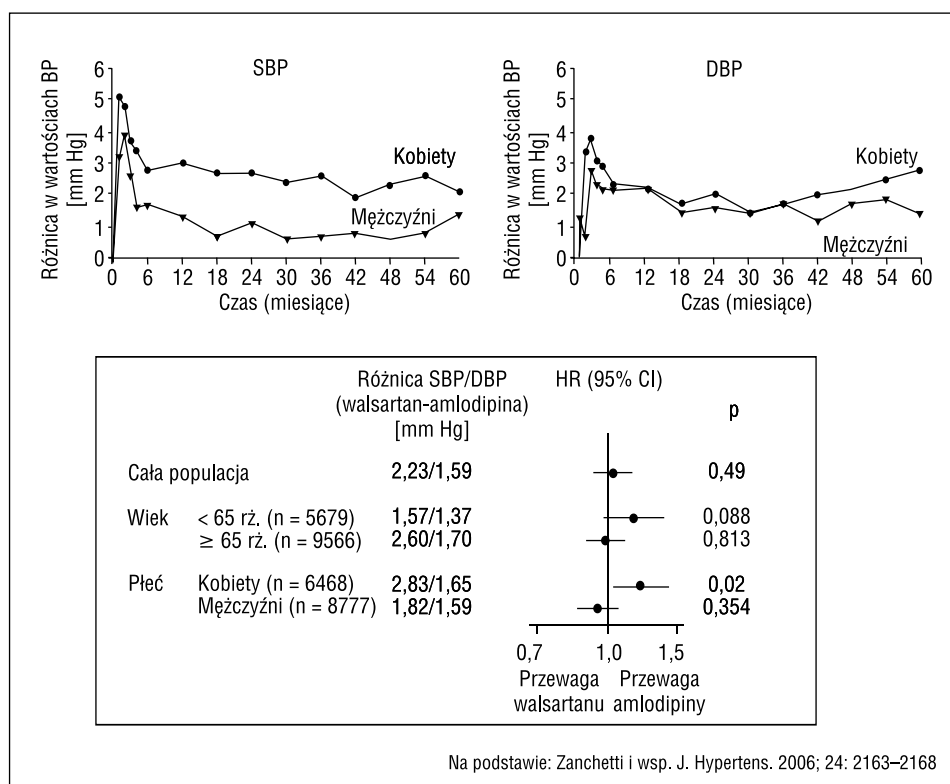 SBP
Różnica w wartościach BP
[mm Hg]
6
5
4
3
2
1
0
Kobiety
Mężczyźni
0 6 12 18 24 30 36 42 48 54 60
Czas (miesiące)
DBP
Różnica w wartościach BP
[mm Hg]
6
5
4
3
2
1
0
Kobiety
Mężczyźni
0 6 12 18 24 30 36 42 48 54 60
Czas (miesiące)
Różnica SBP/DBP HR (95% CI)
(walsartan-amlodipina) p
[mm Hg]
Cała populacja 2,23/1,59 0,49
Wiek < 65 rż. (n = 5679) 1,57/1,37 0,088
≥ 65 rż. (n = 9566) 2,60/1,70 0,813
Płeć Kobiety (n = 6468) 2,83/1,65 0,02
Mężczyźni (n = 8777) 1,82/1,59 0,354
0,7 1,0 1,5
Przewaga Przewaga
walsartanu amlodipiny
Na podstawie: Zanchetti i wsp. J. Hypertens. 2006; 24: 2163–2168